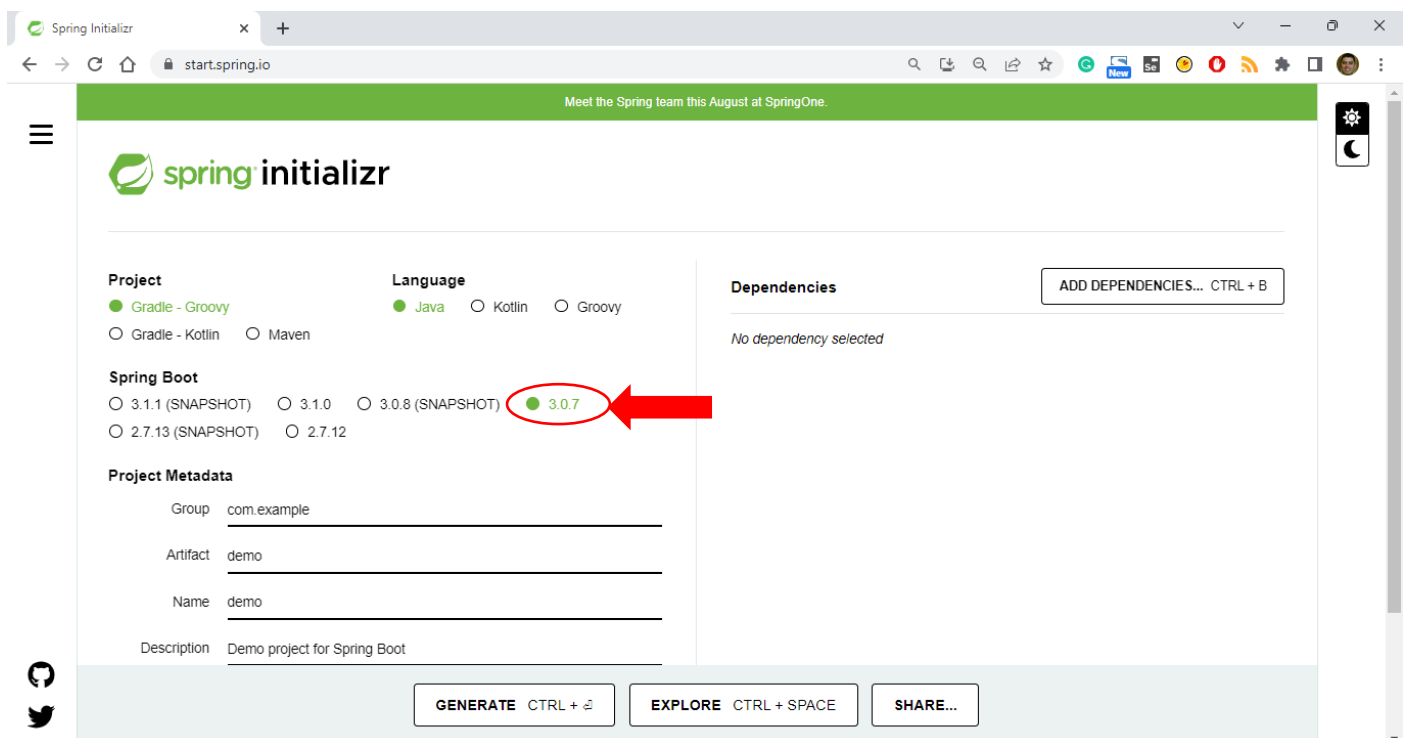 Spring Initializr
start.spring.io
New
Se
Meet the Spring team this August at SpringOne.
spring initializr
Project
Gradle - Groovy
Gradle - Kotlin Maven
Language
Java Kotlin Groovy
Spring Boot
3.1.1 (SNAPSHOT) 3.1.0 3.0.8 (SNAPSHOT) 3.0.7
2.7.13 (SNAPSHOT) 2.7.12
Project Metadata
Group com.example
Artifact demo
Name demo
Description Demo project for Spring Boot
Dependencies
ADD DEPENDENCIES... CTRL + B
No dependency selected
GENERATE CTRL + ⏎
EXPLORE CTRL + SPACE
SHARE...